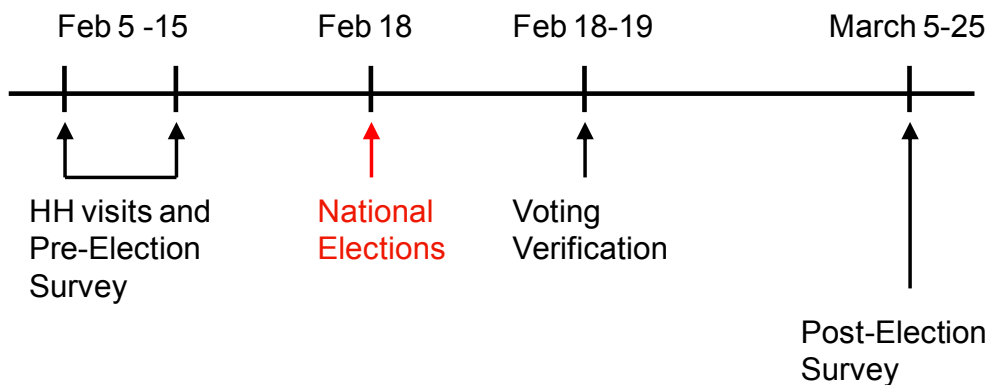 Feb 5 -15
Feb 18
Feb 18-19
March 5-25
HH visits and
Pre-Election
Survey
National
Elections
Voting
Verification
Post-Election
Survey